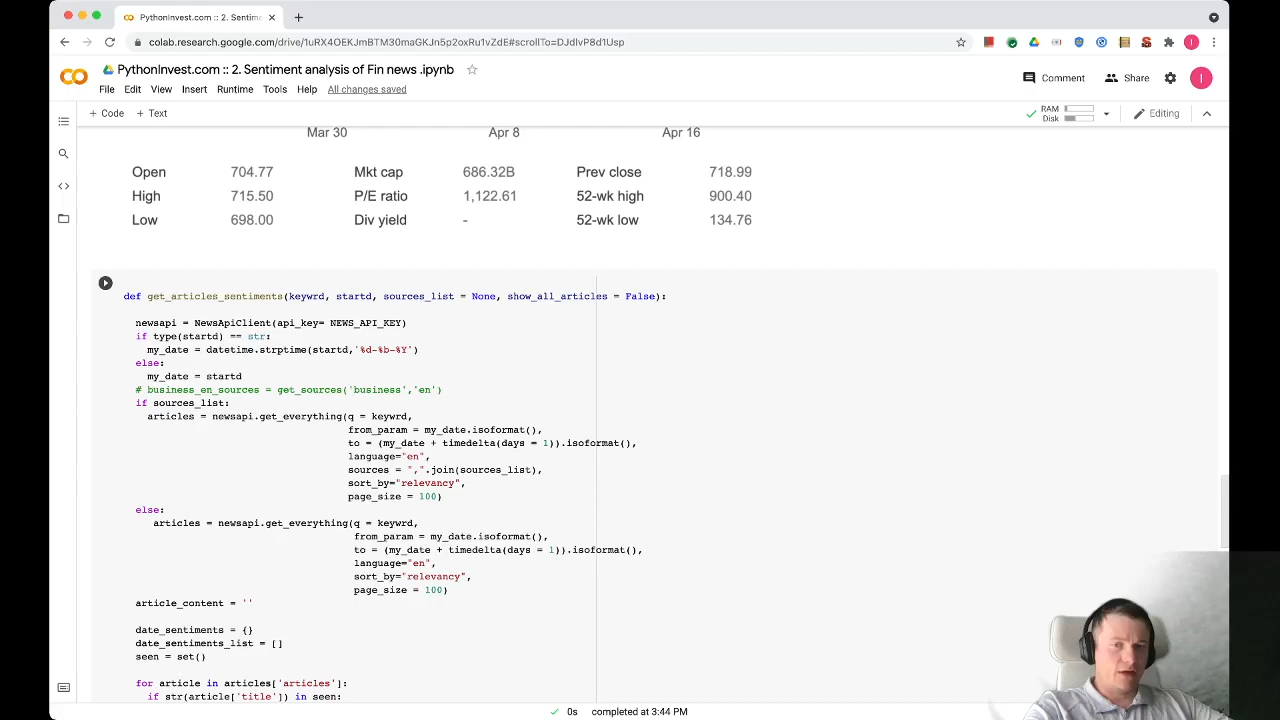 PythonInvest.com :: 2. Sentime
colab.research.google.com/drive/1uRX4OEKJmBTM30maGKJn5p2oxRu1vZdE#scrollTo=DJdlvP8d1Usp
PythonInvest.com :: 2. Sentiment analysis of Fin news .ipynb
Comment Share
File Edit View Insert Runtime Tools Help All changes saved
+ Code + Text
RAM
Disk
Editing
Mar 30 Apr 8 Apr 16
Open 704.77 Mkt cap 686.32B Prev close 718.99
High 715.50 P/E ratio 1,122.61 52-wk high 900.40
Low 698.00 Div yield - 52-wk low 134.76
def get_articles_sentiments(keywrd, startd, sources_list = None, show_all_articles = False):
newsapi = NewsApiClient(api_key= NEWS_API_KEY)
if type(startd) == str:
my_date = datetime.strptime(startd,'%d-%b-%Y')
else:
my_date = startd
# business_en_sources = get_sources('business','en')
if sources_list:
articles = newsapi.get_everything(q = keywrd,
from_param = my_date.isoformat(),
to = (my_date + timedelta(days = 1)).isoformat(),
language="en",
sources = ",".join(sources_list),
sort_by="relevancy",
page_size = 100)
else:
articles = newsapi.get_everything(q = keywrd,
from_param = my_date.isoformat(),
to = (my_date + timedelta(days = 1)).isoformat(),
language="en",
sort_by="relevancy",
page_size = 100)
article_content = ''
date_sentiments = {}
date_sentiments_list = []
seen = set()
for article in articles['articles']:
if str(article['title']) in seen:
0s completed at 3:44 PM